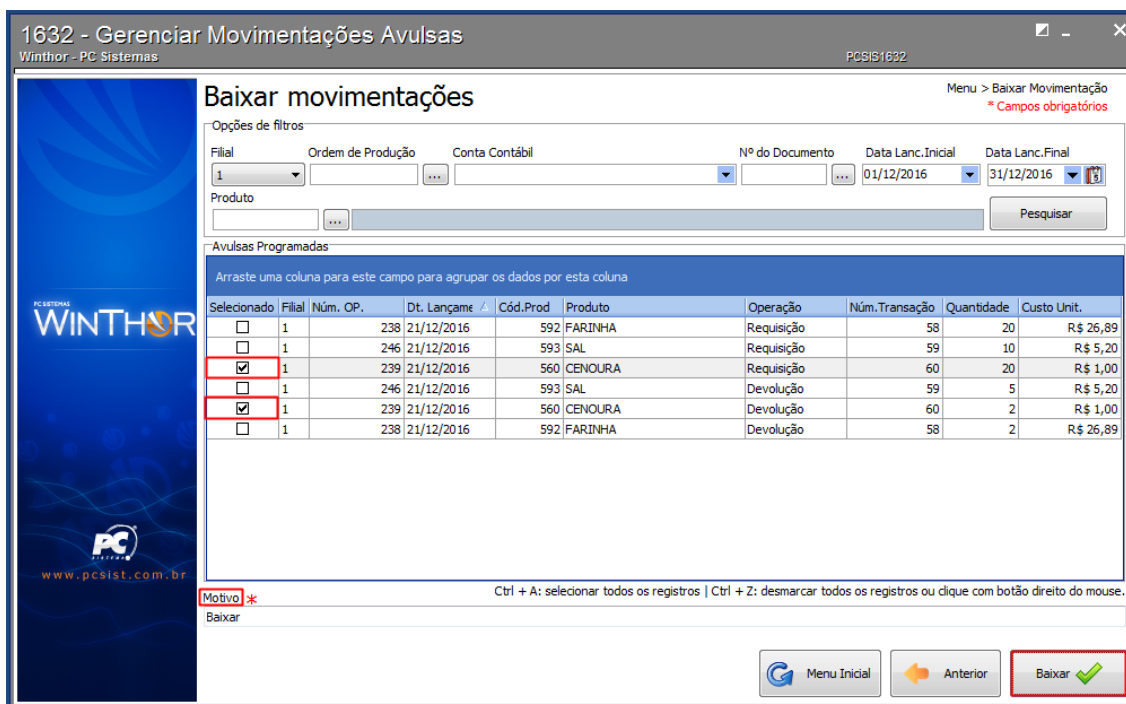 1632 - Gerenciar Movimentações Avulsas
Winthor - PC Sistemas PCSIS1632
Baixar movimentações
Menu > Baixar Movimentação
* Campos obrigatórios
Opções de filtros
Filial Ordem de Produção Conta Contábil Nº do Documento Data Lanc.Inicial Data Lanc.Final
1 ... ... 01/12/2016 31/12/2016
Produto
... Pesquisar
Avulsas Programadas
Arraste uma coluna para este campo para agrupar os dados por esta coluna
Selecionado Filial Núm. OP. Dt. Lançame Cód.Prod Produto Operação Núm.Transação Quantidade Custo Unit.
1 238 21/12/2016 592 FARINHA Requisição 58 20 R$ 26,89
1 246 21/12/2016 593 SAL Requisição 59 10 R$ 5,20
1 239 21/12/2016 560 CENOURA Requisição 60 20 R$ 1,00
1 246 21/12/2016 593 SAL Devolução 59 5 R$ 5,20
1 239 21/12/2016 560 CENOURA Devolução 60 2 R$ 1,00
1 238 21/12/2016 592 FARINHA Devolução 58 2 R$ 26,89
PC SISTEMAS
WINTHOR
PC
SISTEMAS
www.pcsist.com.br
Ctrl + A: selecionar todos os registros | Ctrl + Z: desmarcar todos os registros ou clique com botão direito do mouse.
Motivo *
Baixar
Menu Inicial Anterior Baixar